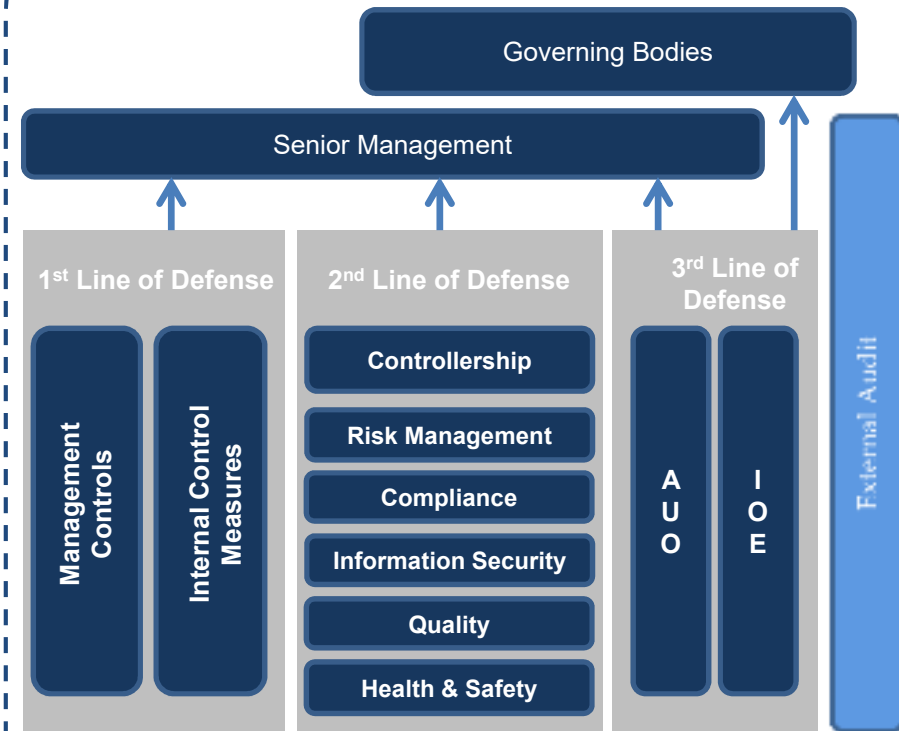 Governing Bodies
Senior Management
1st Line of Defense
Management
Controls
Internal Control
Measures
2nd Line of Defense
Controllership
Risk Management
Compliance
Information Security
Quality
Health & Safety
3rd Line of
Defense
A
U
O
I
O
E
External Audit